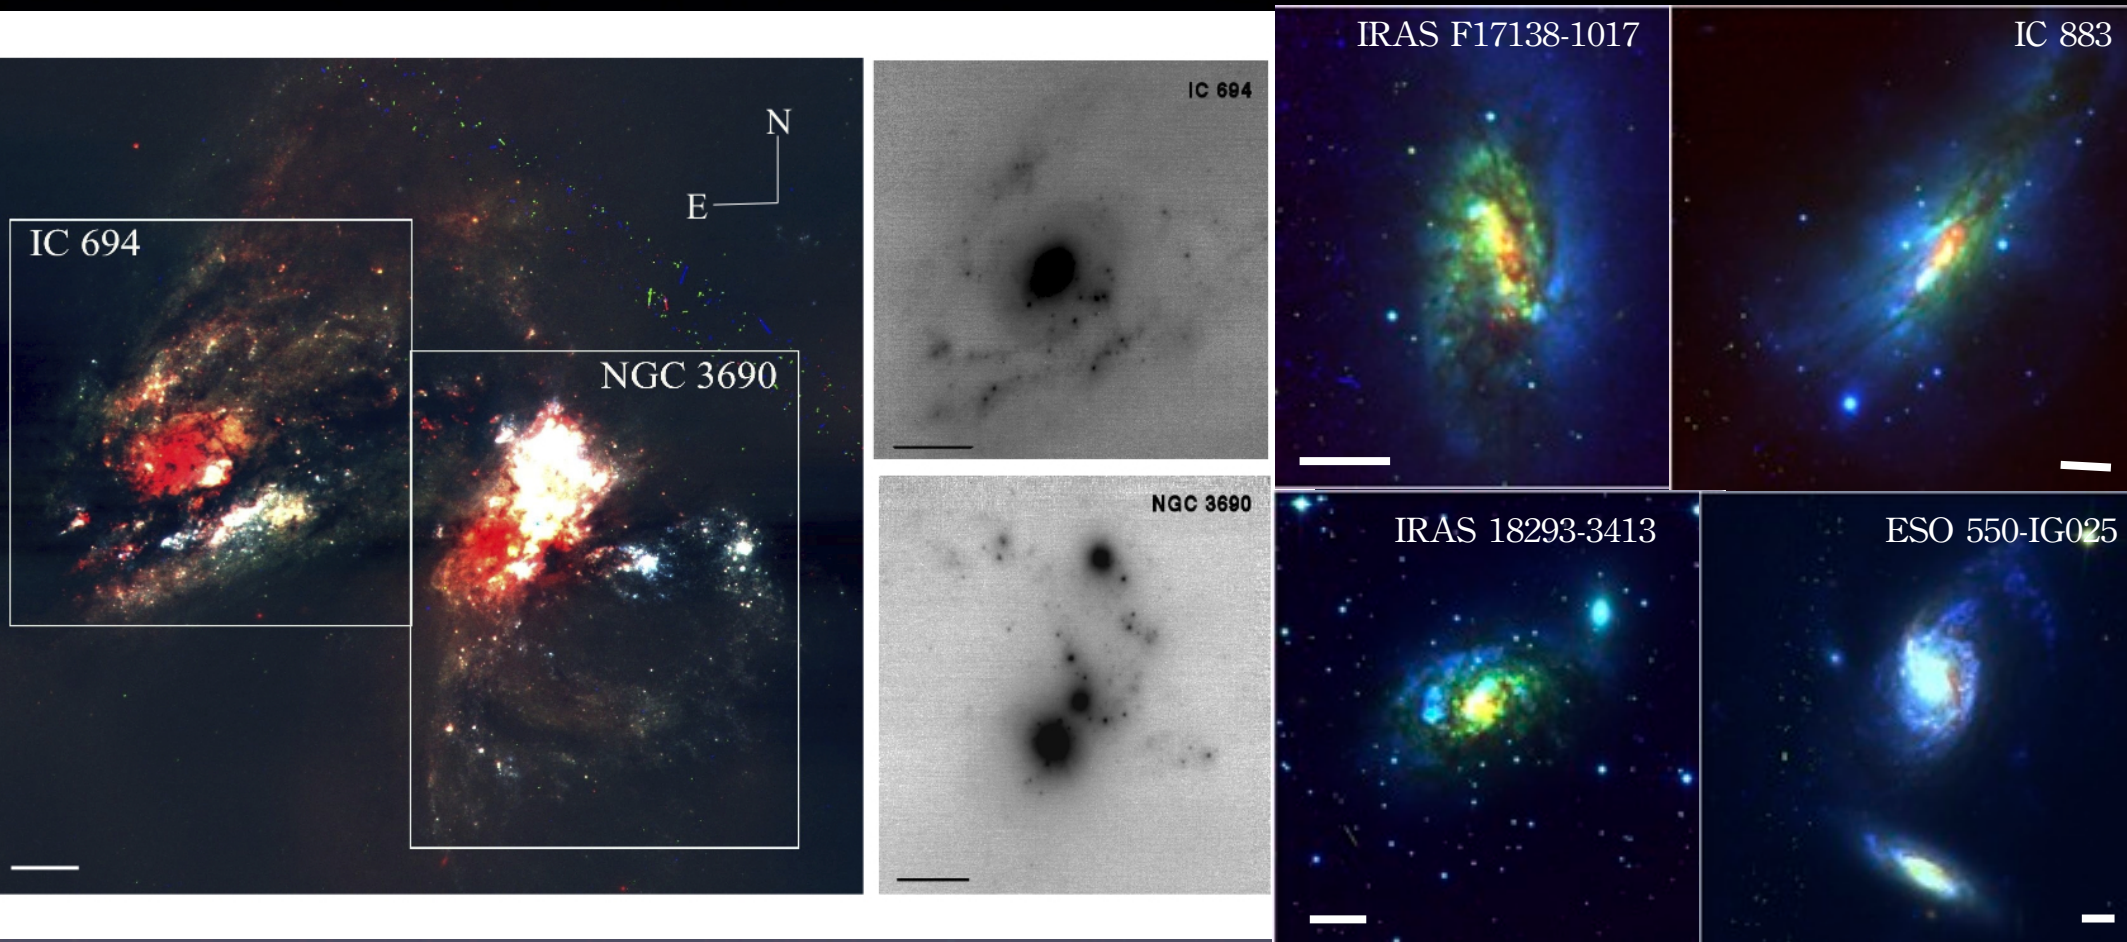 N
E
IC 694
NGC 3690
IC 694
NGC 3690
IRAS F17138-1017
IC 883
IRAS 18293-3413
ESO 550-IG025